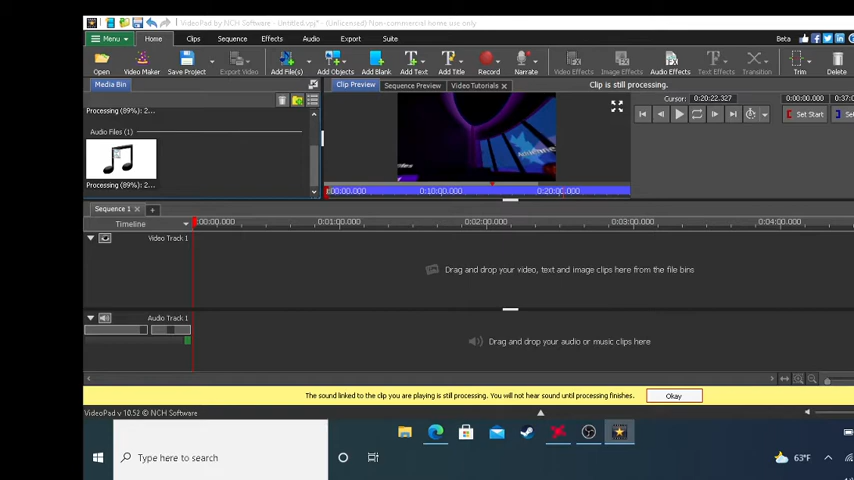 VideoPad by NCH Software - Untitled.vpj* - (Unlicensed) Non-commercial home use only
Menu Home Clips Sequence Effects Audio Export Suite Beta
Open Video Maker Save Project Export Video Add File(s) Add Objects Add Blank Add Text Add Title Record Narrate Video Effects Image Effects Audio Effects Text Effects Transition Trim Delete
Media Bin Clip Preview Sequence Preview Video Tutorials Clip is still processing.
Cursor: 0:20:22.327 0:00:00.000
Processing (89%): 2...
Set Start Set
Audio Files (1)
Processing (89%): 2...
:00:00.000 0:10:00.000 0:20:00.000
Sequence 1
Timeline :00:00.000 0:01:00.000 0:02:00.000 0:03:00.000 0:04:00.000
Video Track 1
Drag and drop your video, text and image clips here from the file bins
Audio Track 1
Drag and drop your audio or music clips here
The sound linked to the clip you are playing is still processing. You will not hear sound until processing finishes. Okay
VideoPad v 10.52 © NCH Software
Type here to search 63°F